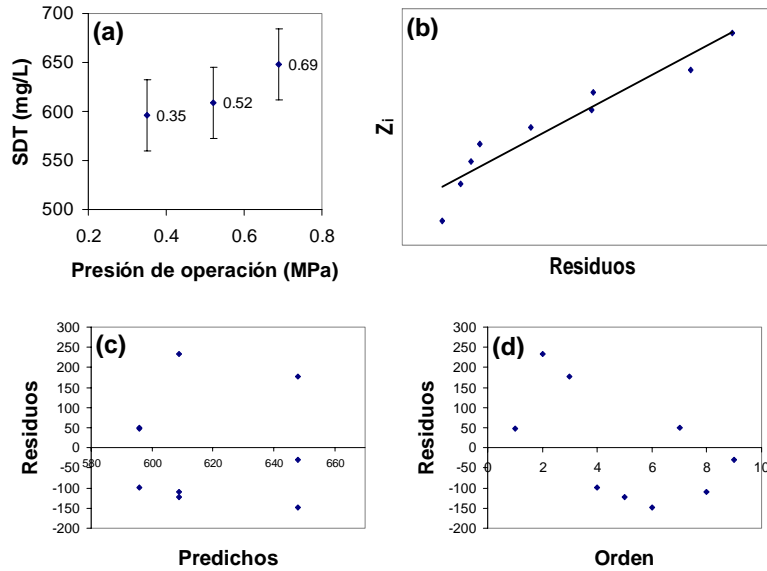 (a)
SDT (mg/L)
700
650
600
550
500
0.35
0.52
0.69
0.2 0.4 0.6 0.8
Presión de operación (MPa)
(b)
Zi
Residuos
(c)
Residuos
300
250
200
150
100
50
0
-50
-100
-150
-200
580 600 620 640 660
Predichos
(d)
Residuos
300
250
200
150
100
50
0
-50
-100
-150
-200
0 2 4 6 8 10
Orden